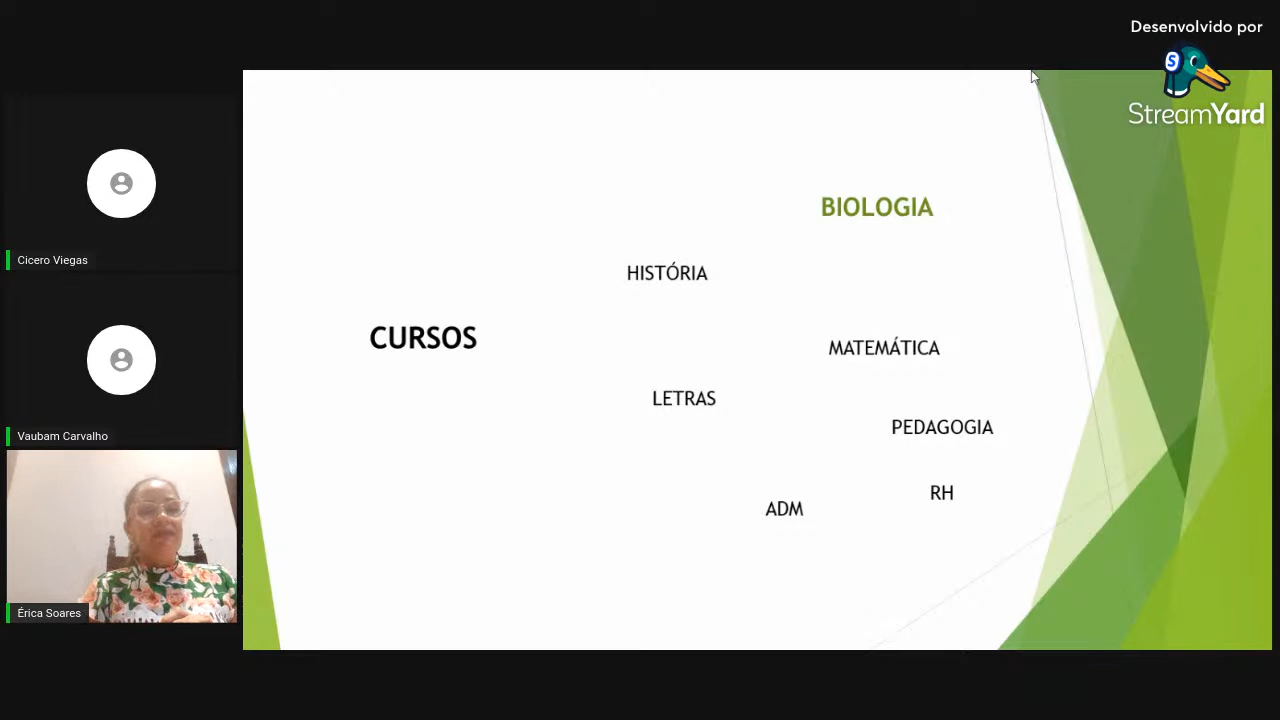 Desenvolvido por
S
StreamYard
Cicero Viegas
Vaubam Carvalho
Érica Soares
BIOLOGIA
HISTÓRIA
CURSOS
MATEMÁTICA
LETRAS
PEDAGOGIA
RH
ADM